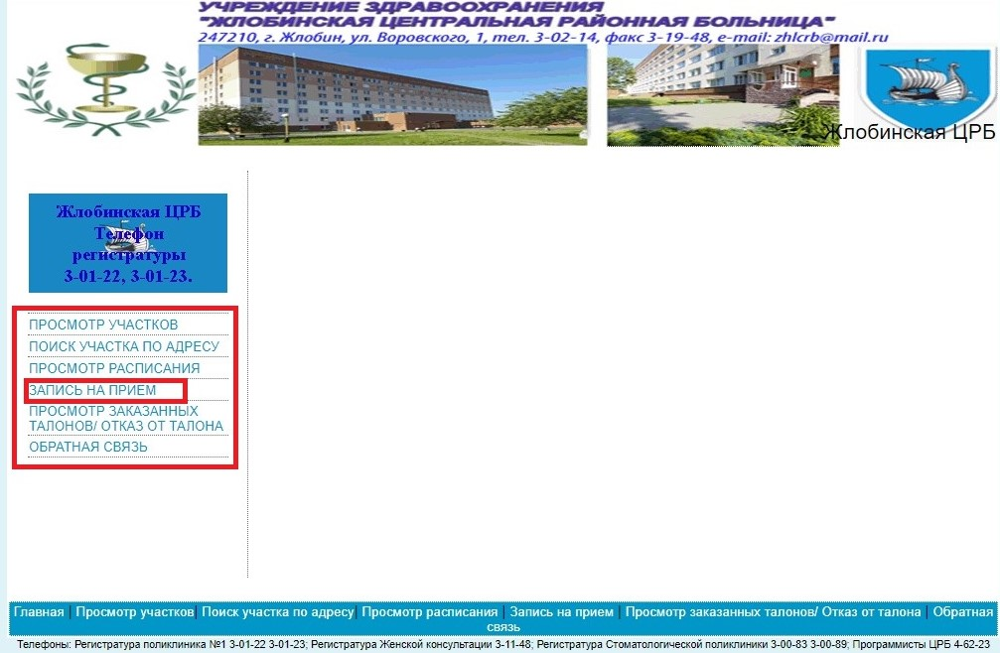 УЧРЕЖДЕНИЕ ЗДРАВООХРАНЕНИЯ
"ЖЛОБИНСКАЯ ЦЕНТРАЛЬНАЯ РАЙОННАЯ БОЛЬНИЦА"
247210, г. Жлобин, ул. Воровского, 1, тел. 3-02-14, факс 3-19-48, e-mail: zhlcrb@mail.ru
Жлобинская ЦРБ
Жлобинская ЦРБ
Телефон
регистратуры
3-01-22, 3-01-23.
ПРОСМОТР УЧАСТКОВ
ПОИСК УЧАСТКА ПО АДРЕСУ
ПРОСМОТР РАСПИСАНИЯ
ЗАПИСЬ НА ПРИЕМ
ПРОСМОТР ЗАКАЗАННЫХ
ТАЛОНОВ/ ОТКАЗ ОТ ТАЛОНА
ОБРАТНАЯ СВЯЗЬ
Главная | Просмотр участков| Поиск участка по адресу| Просмотр расписания | Запись на прием | Просмотр заказанных талонов/ Отказ от талона | Обратная
связь
Телефоны: Регистратура поликлиника №1 3-01-22 3-01-23; Регистратура Женской консультации 3-11-48; Регистратура Стоматологической поликлиники 3-00-83 3-00-89; Программисты ЦРБ 4-62-23